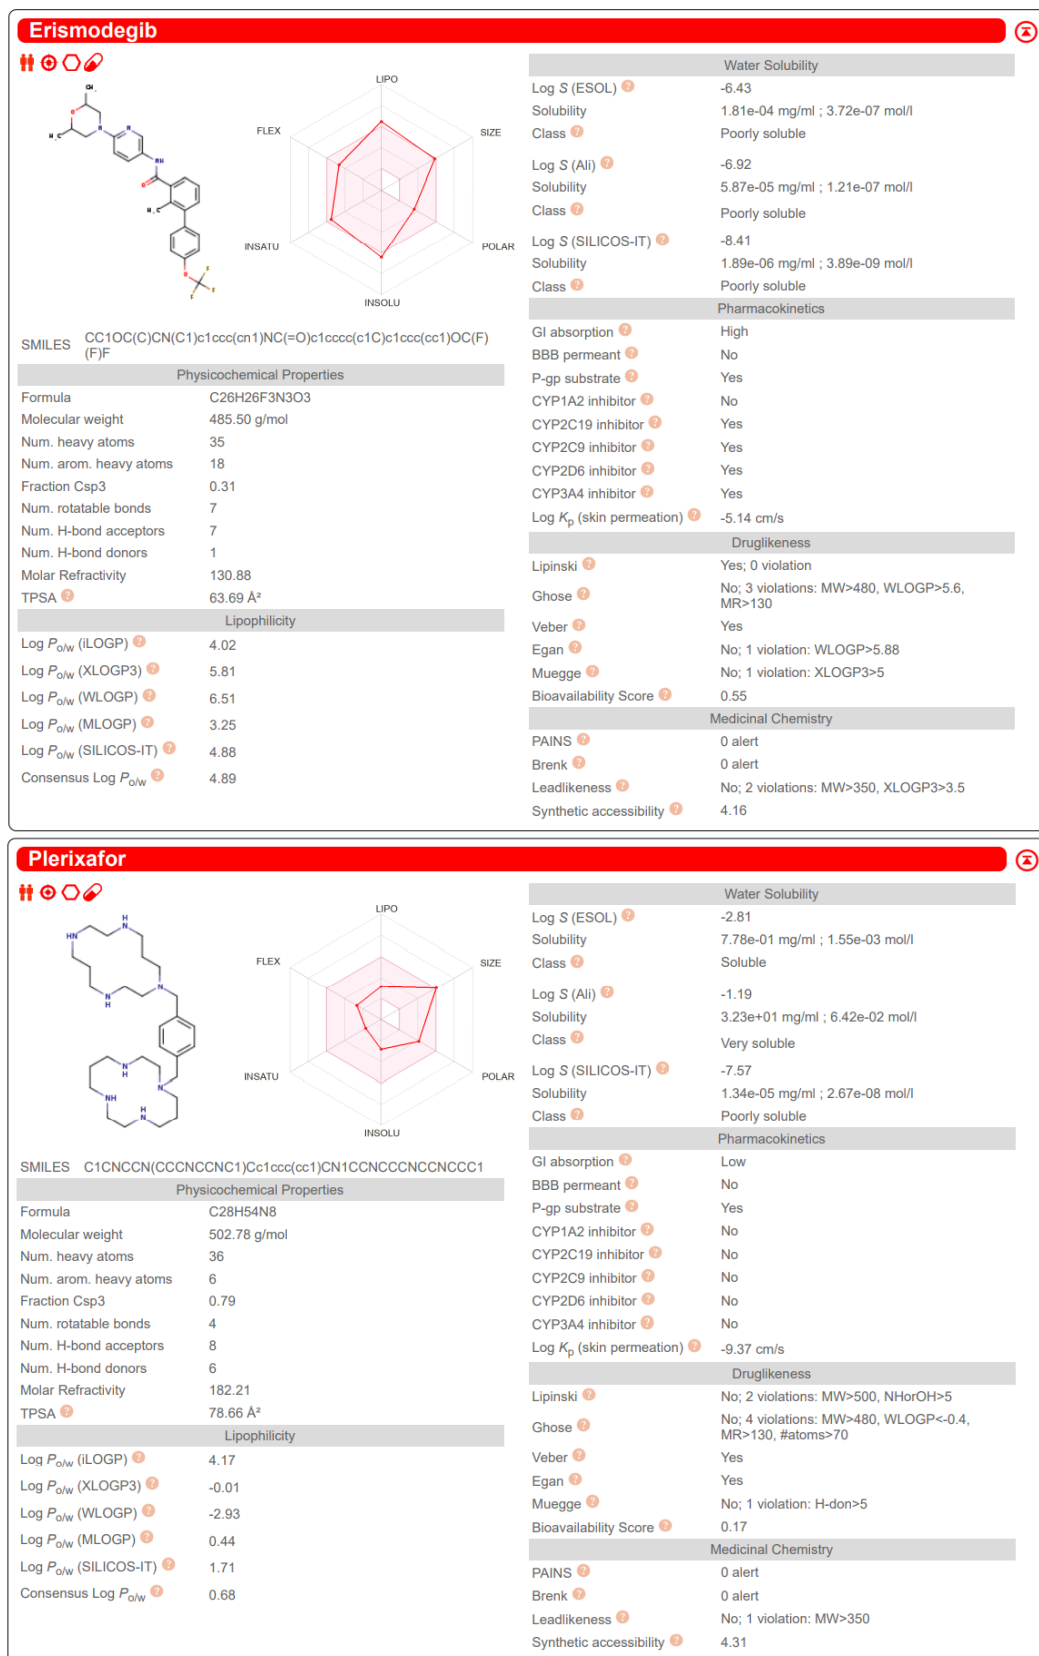 Erismodegib
LIPO
FLEX
SIZE
INSATU
POLAR
INSOLU
SMILES CC1OC(C)CN(C1)c1ccc(cn1)NC(=O)c1cccc(c1C)c1ccc(cc1)OC(F)
(F)F
Physicochemical Properties
Formula C26H26F3N3O3
Molecular weight 485.50 g/mol
Num. heavy atoms 35
Num. arom. heavy atoms 18
Fraction Csp3 0.31
Num. rotatable bonds 7
Num. H-bond acceptors 7
Num. H-bond donors 1
Molar Refractivity 130.88
TPSA ? 63.69 Å²
Lipophilicity
Log Po/w (iLOGP) ? 4.02
Log Po/w (XLOGP3) ? 5.81
Log Po/w (WLOGP) ? 6.51
Log Po/w (MLOGP) ? 3.25
Log Po/w (SILICOS-IT) ? 4.88
Consensus Log Po/w ? 4.89
Water Solubility
Log S (ESOL) ? -6.43
Solubility 1.81e-04 mg/ml ; 3.72e-07 mol/l
Class ? Poorly soluble
Log S (Ali) ? -6.92
Solubility 5.87e-05 mg/ml ; 1.21e-07 mol/l
Class ? Poorly soluble
Log S (SILICOS-IT) ? -8.41
Solubility 1.89e-06 mg/ml ; 3.89e-09 mol/l
Class ? Poorly soluble
Pharmacokinetics
GI absorption ? High
BBB permeant ? No
P-gp substrate ? Yes
CYP1A2 inhibitor ? No
CYP2C19 inhibitor ? Yes
CYP2C9 inhibitor ? Yes
CYP2D6 inhibitor ? Yes
CYP3A4 inhibitor ? Yes
Log Kp (skin permeation) ? -5.14 cm/s
Druglikeness
Lipinski ? Yes; 0 violation
Ghose ? No; 3 violations: MW>480, WLOGP>5.6,
MR>130
Veber ? Yes
Egan ? No; 1 violation: WLOGP>5.88
Muegge ? No; 1 violation: XLOGP3>5
Bioavailability Score ? 0.55
Medicinal Chemistry
PAINS ? 0 alert
Brenk ? 0 alert
Leadlikeness ? No; 2 violations: MW>350, XLOGP3>3.5
Synthetic accessibility ? 4.16
Plerixafor
LIPO
FLEX
SIZE
INSATU
POLAR
INSOLU
SMILES C1CNCCN(CCCNCCNC1)Cc1ccc(cc1)CN1CCNCCCNCCNCCC1
Physicochemical Properties
Formula C28H54N8
Molecular weight 502.78 g/mol
Num. heavy atoms 36
Num. arom. heavy atoms 6
Fraction Csp3 0.79
Num. rotatable bonds 4
Num. H-bond acceptors 8
Num. H-bond donors 6
Molar Refractivity 182.21
TPSA ? 78.66 Å²
Lipophilicity
Log Po/w (iLOGP) ? 4.17
Log Po/w (XLOGP3) ? -0.01
Log Po/w (WLOGP) ? -2.93
Log Po/w (MLOGP) ? 0.44
Log Po/w (SILICOS-IT) ? 1.71
Consensus Log Po/w ? 0.68
Water Solubility
Log S (ESOL) ? -2.81
Solubility 7.78e-01 mg/ml ; 1.55e-03 mol/l
Class ? Soluble
Log S (Ali) ? -1.19
Solubility 3.23e+01 mg/ml ; 6.42e-02 mol/l
Class ? Very soluble
Log S (SILICOS-IT) ? -7.57
Solubility 1.34e-05 mg/ml ; 2.67e-08 mol/l
Class ? Poorly soluble
Pharmacokinetics
GI absorption ? Low
BBB permeant ? No
P-gp substrate ? Yes
CYP1A2 inhibitor ? No
CYP2C19 inhibitor ? No
CYP2C9 inhibitor ? No
CYP2D6 inhibitor ? No
CYP3A4 inhibitor ? No
Log Kp (skin permeation) ? -9.37 cm/s
Druglikeness
Lipinski ? No; 2 violations: MW>500, NHorOH>5
Ghose ? No; 4 violations: MW>480, WLOGP<-0.4,
MR>130, #atoms>70
Veber ? Yes
Egan ? Yes
Muegge ? No; 1 violation: H-don>5
Bioavailability Score ? 0.17
Medicinal Chemistry
PAINS ? 0 alert
Brenk ? 0 alert
Leadlikeness ? No; 1 violation: MW>350
Synthetic accessibility ? 4.31